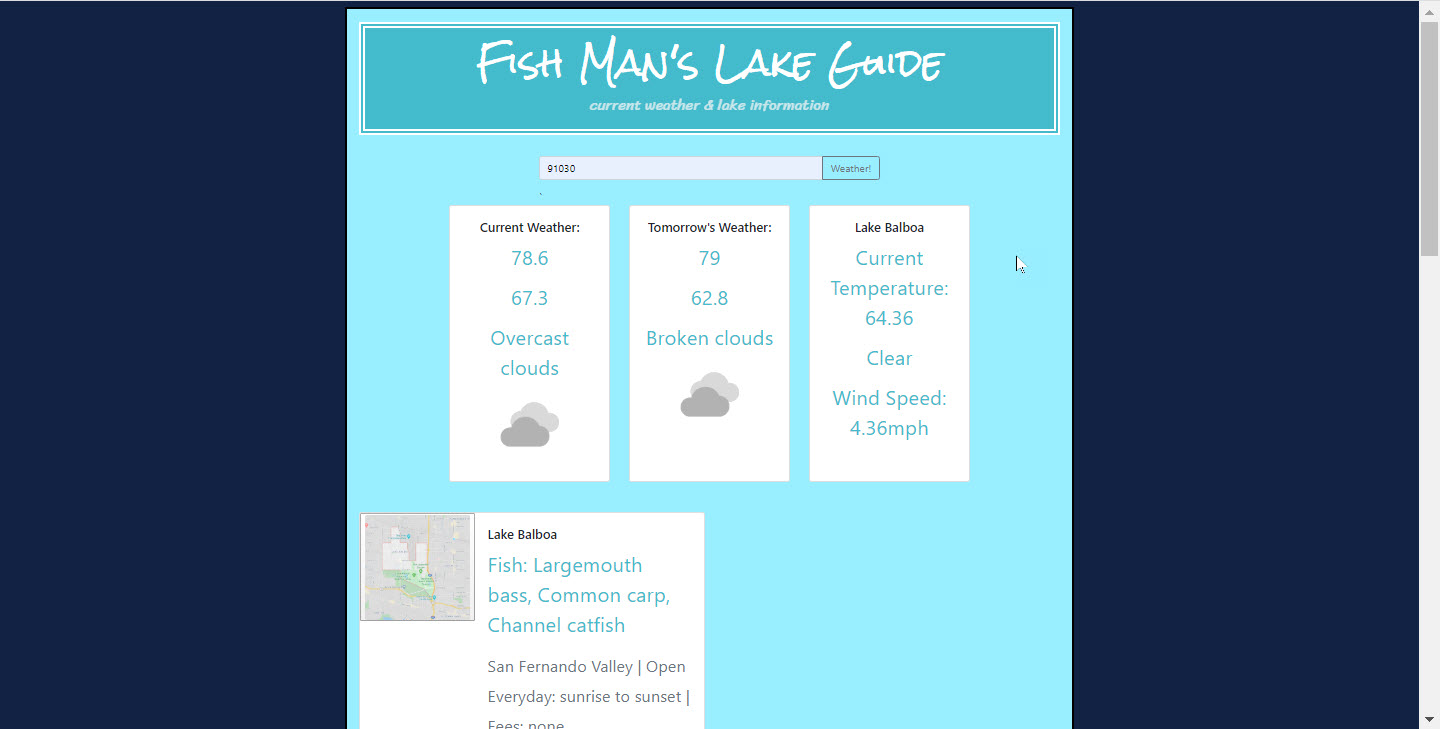 Fish Man's Lake Guide
current weather & lake information
91030 Weather!
Current Weather:
78.6
67.3
Overcast
clouds
Tomorrow's Weather:
79
62.8
Broken clouds
Lake Balboa
Current
Temperature:
64.36
Clear
Wind Speed:
4.36mph
Lake Balboa
Fish: Largemouth
bass, Common carp,
Channel catfish
San Fernando Valley | Open
Everyday: sunrise to sunset |
Fees: none